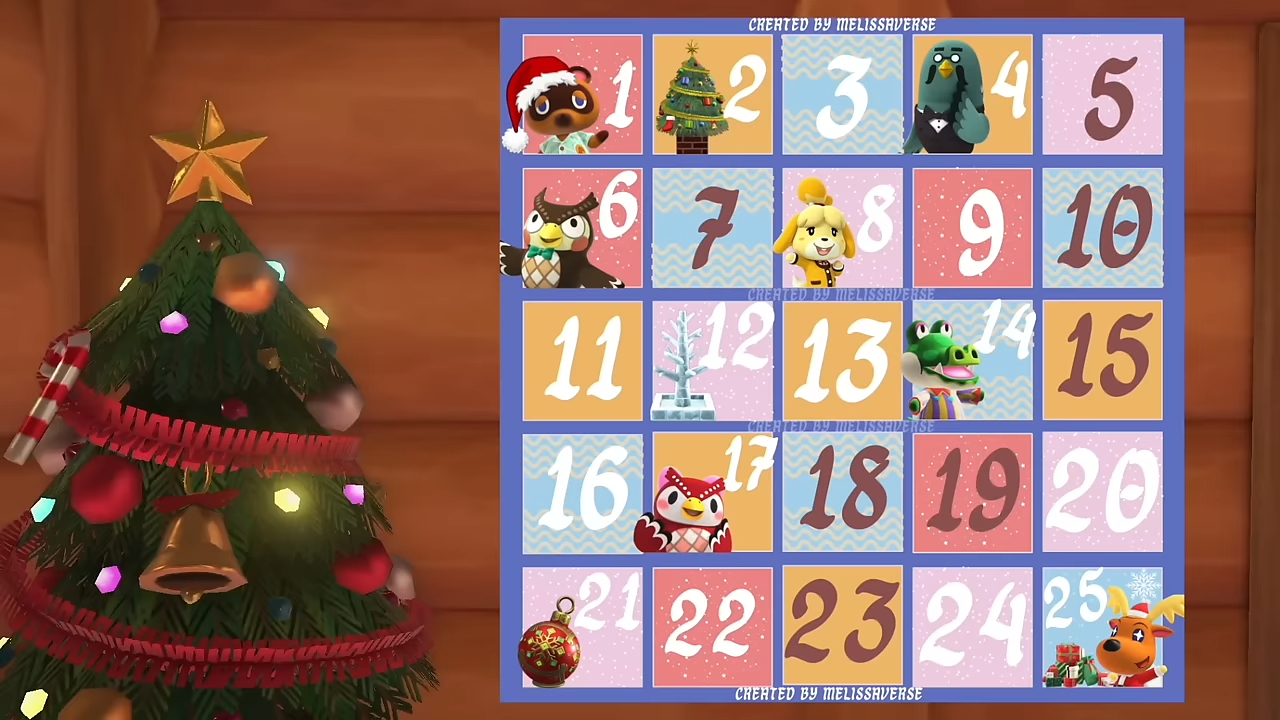 CREATED BY MELISSAVERSE
1 2 3 4 5
6 7 8 9 10
CREATED BY MELISSAVERSE
11 12 13 14 15
CREATED BY MELISSAVERSE
16 17 18 19 20
21 22 23 24 25
CREATED BY MELISSAVERSE